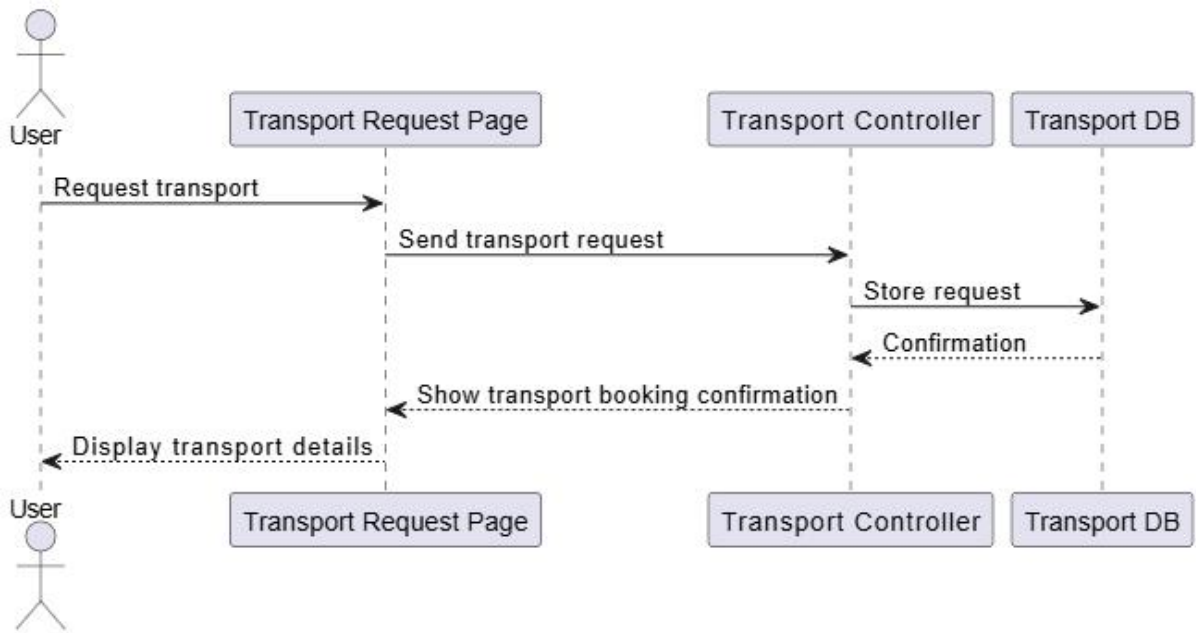 User
Transport Request Page
Transport Controller
Transport DB
Request transport
Send transport request
Store request
Confirmation
Show transport booking confirmation
Display transport details
User
Transport Request Page
Transport Controller
Transport DB